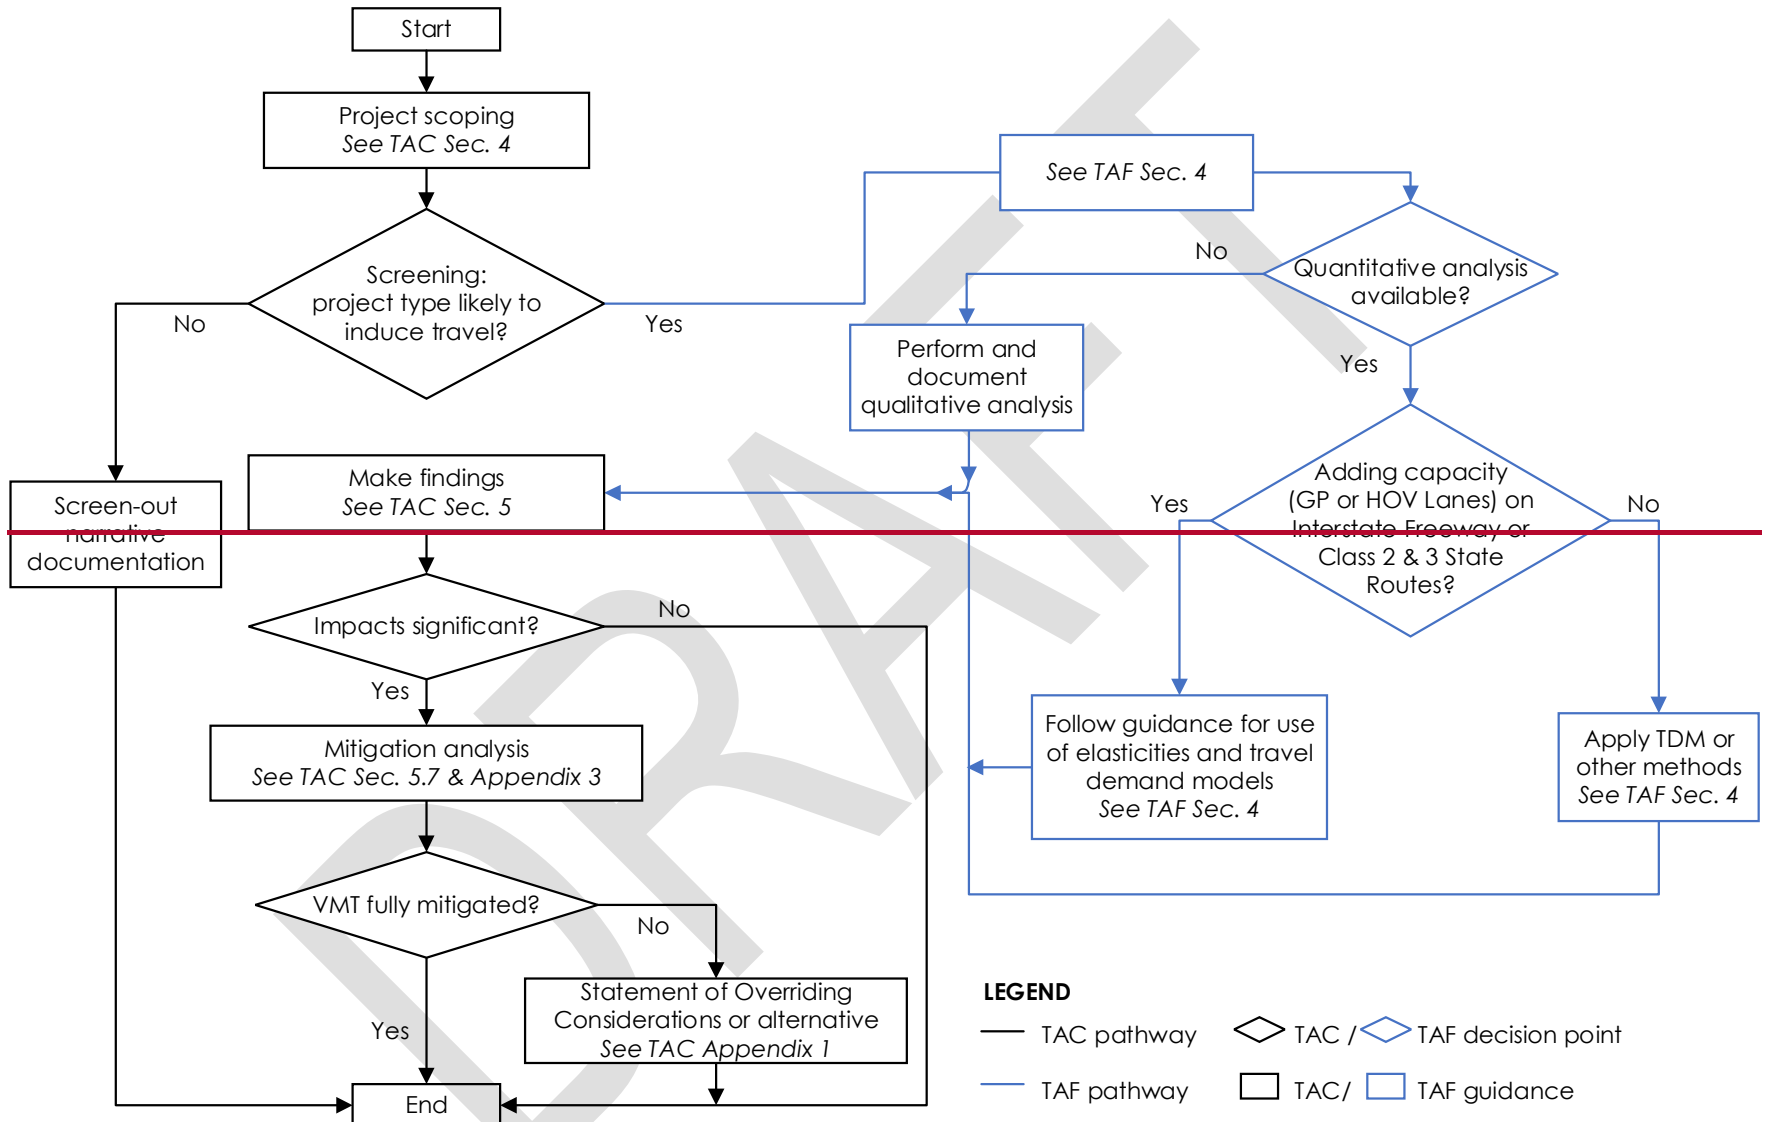 Start
Project scoping
See TAC Sec. 4
Screening:
project type likely to
induce travel?
No
Yes
See TAF Sec. 4
Quantitative analysis
available?
No
Yes
Perform and
document
qualitative analysis
Adding capacity
(GP or HOV Lanes) on
Interstate Freeway or
Class 2 & 3 State
Routes?
Yes
No
Make findings
See TAC Sec. 5
Screen-out
narrative
documentation
Impacts significant?
No
Yes
Mitigation analysis
See TAC Sec. 5.7 & Appendix 3
Follow guidance for use
of elasticities and travel
demand models
See TAF Sec. 4
Apply TDM or
other methods
See TAF Sec. 4
VMT fully mitigated?
No
Yes
Statement of Overriding
Considerations or alternative
See TAC Appendix 1
End
LEGEND
TAC pathway
TAC /
TAF decision point
TAF pathway
TAC/
TAF guidance
DRAFT